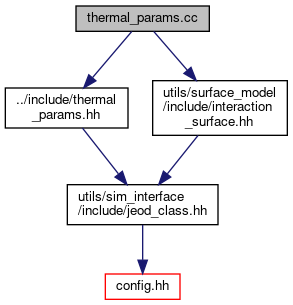 thermal_params.cc
../include/thermal
_params.hh
utils/surface_model
/include/interaction
_surface.hh
utils/sim_interface
/include/jeod_class.hh
config.hh